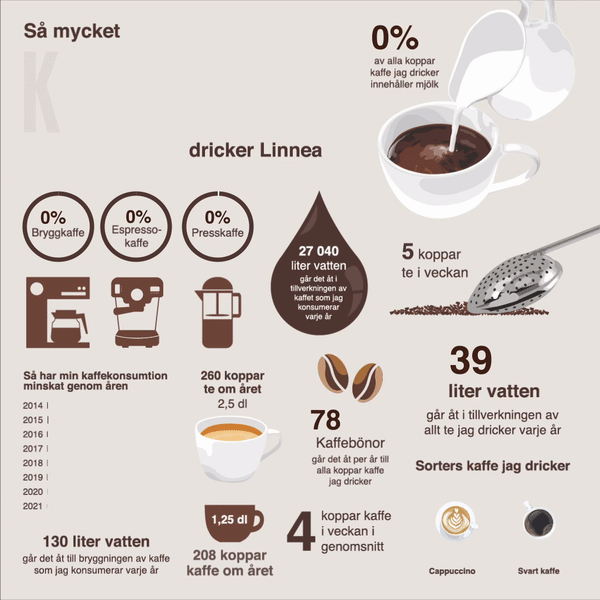 Så mycket
K
dricker Linnea
0%
av alla koppar
kaffe jag dricker
innehåller mjölk
0%
Bryggkaffe
0%
Espresso-
kaffe
0%
Presskaffe
27 040
liter vatten
går det åt i
tillverkningen av
kaffet som jag
konsumerar
varje år
5 koppar
te i veckan
Så har min kaffekonsumtion
minskat genom åren
2014
2015
2016
2017
2018
2019
2020
2021
260 koppar
te om året
2,5 dl
78
Kaffebönor
går det åt per år till
alla koppar kaffe
jag dricker
39
liter vatten
går åt i tillverkningen av
allt te jag dricker varje år
Sorters kaffe jag dricker
Cappuccino
Svart kaffe
130 liter vatten
går det åt till bryggningen av kaffe
som jag konsumerar varje år
1,25 dl
208 koppar
kaffe om året
4 koppar kaffe
i veckan i
genomsnitt